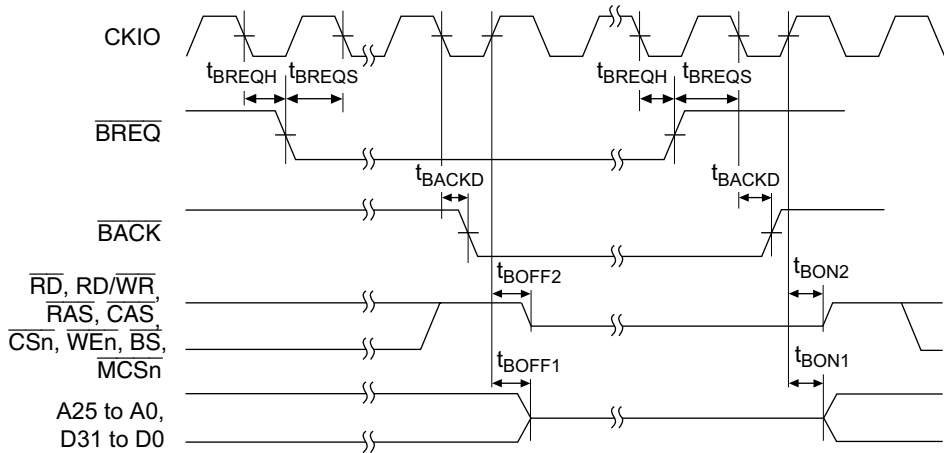 CKIO
tBREQH tBREQS tBREQH tBREQS
BREQ
tBACKD tBACKD
BACK
tBOFF2 tBON2
RD, RD/WR,
RAS, CAS,
CSn, WEn, BS,
MCSn
tBOFF1 tBON1
A25 to A0,
D31 to D0